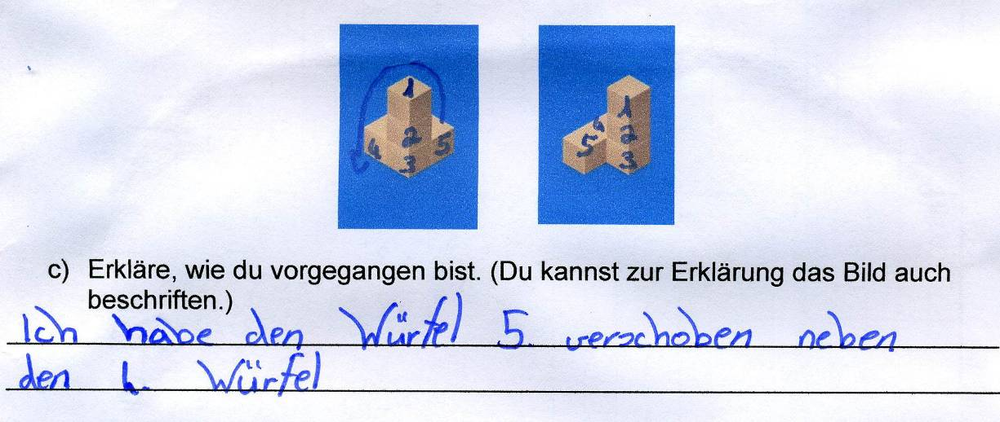 1
2
4 5
3
1
4 2
5
3
c) Erkläre, wie du vorgegangen bist. (Du kannst zur Erklärung das Bild auch
beschriften.)
Ich habe den Würfel 5. verschoben neben
den 4. Würfel